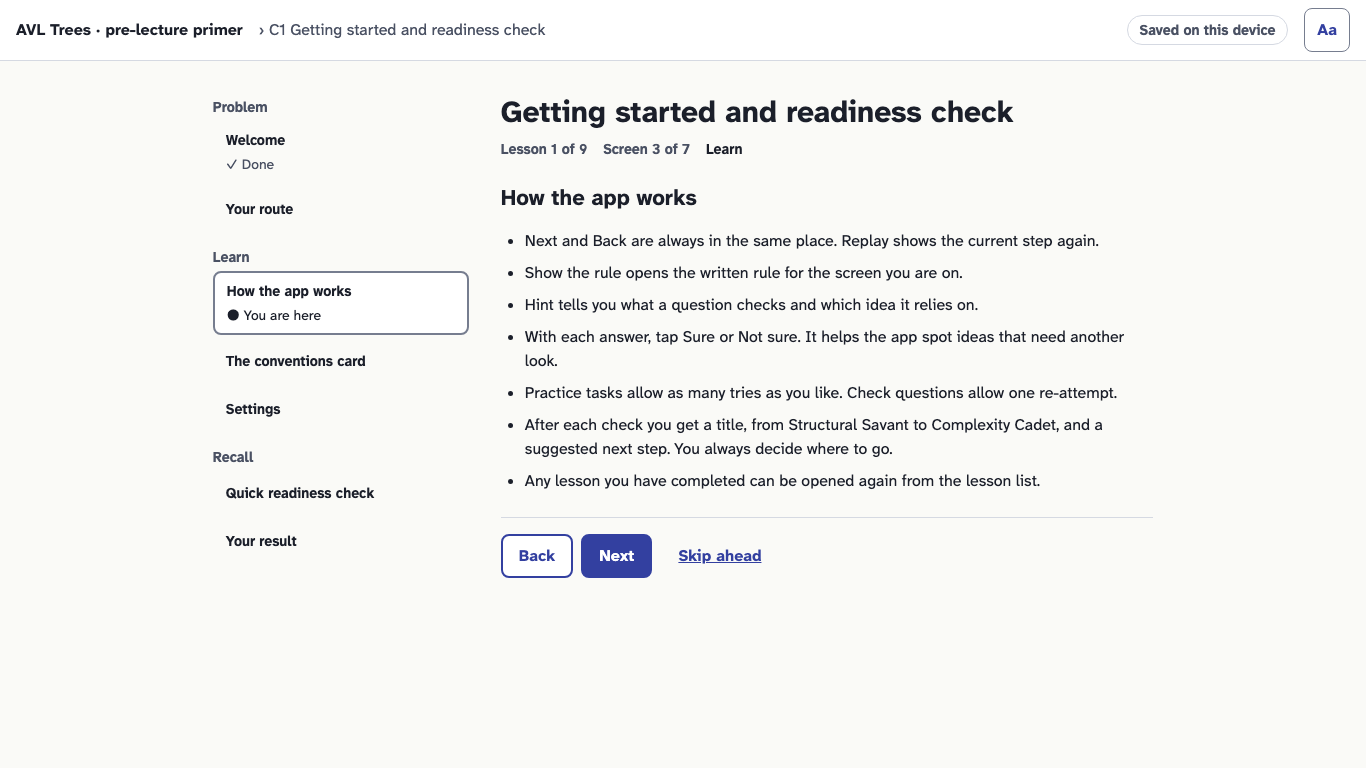 AVL Trees · pre-lecture primer › C1 Getting started and readiness check
Saved on this device
Aa
Problem
Welcome
✓ Done
Your route
Learn
How the app works
● You are here
The conventions card
Settings
Recall
Quick readiness check
Your result
Getting started and readiness check
Lesson 1 of 9 Screen 3 of 7 Learn
How the app works
• Next and Back are always in the same place. Replay shows the current step again.
• Show the rule opens the written rule for the screen you are on.
• Hint tells you what a question checks and which idea it relies on.
• With each answer, tap Sure or Not sure. It helps the app spot ideas that need another
look.
• Practice tasks allow as many tries as you like. Check questions allow one re-attempt.
• After each check you get a title, from Structural Savant to Complexity Cadet, and a
suggested next step. You always decide where to go.
• Any lesson you have completed can be opened again from the lesson list.
Back Next Skip ahead